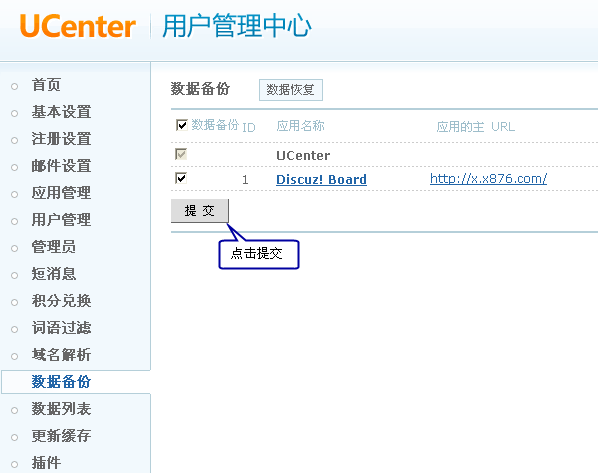 UCenter 用户管理中心
首页
基本设置
注册设置
邮件设置
应用管理
用户管理
管理员
短消息
积分兑换
词语过滤
域名解析
数据备份
数据列表
更新缓存
插件
数据备份 数据恢复
数据备份 ID 应用名称 应用的主 URL
UCenter
1 Discuz! Board http://x.x876.com/
提 交
点击提交